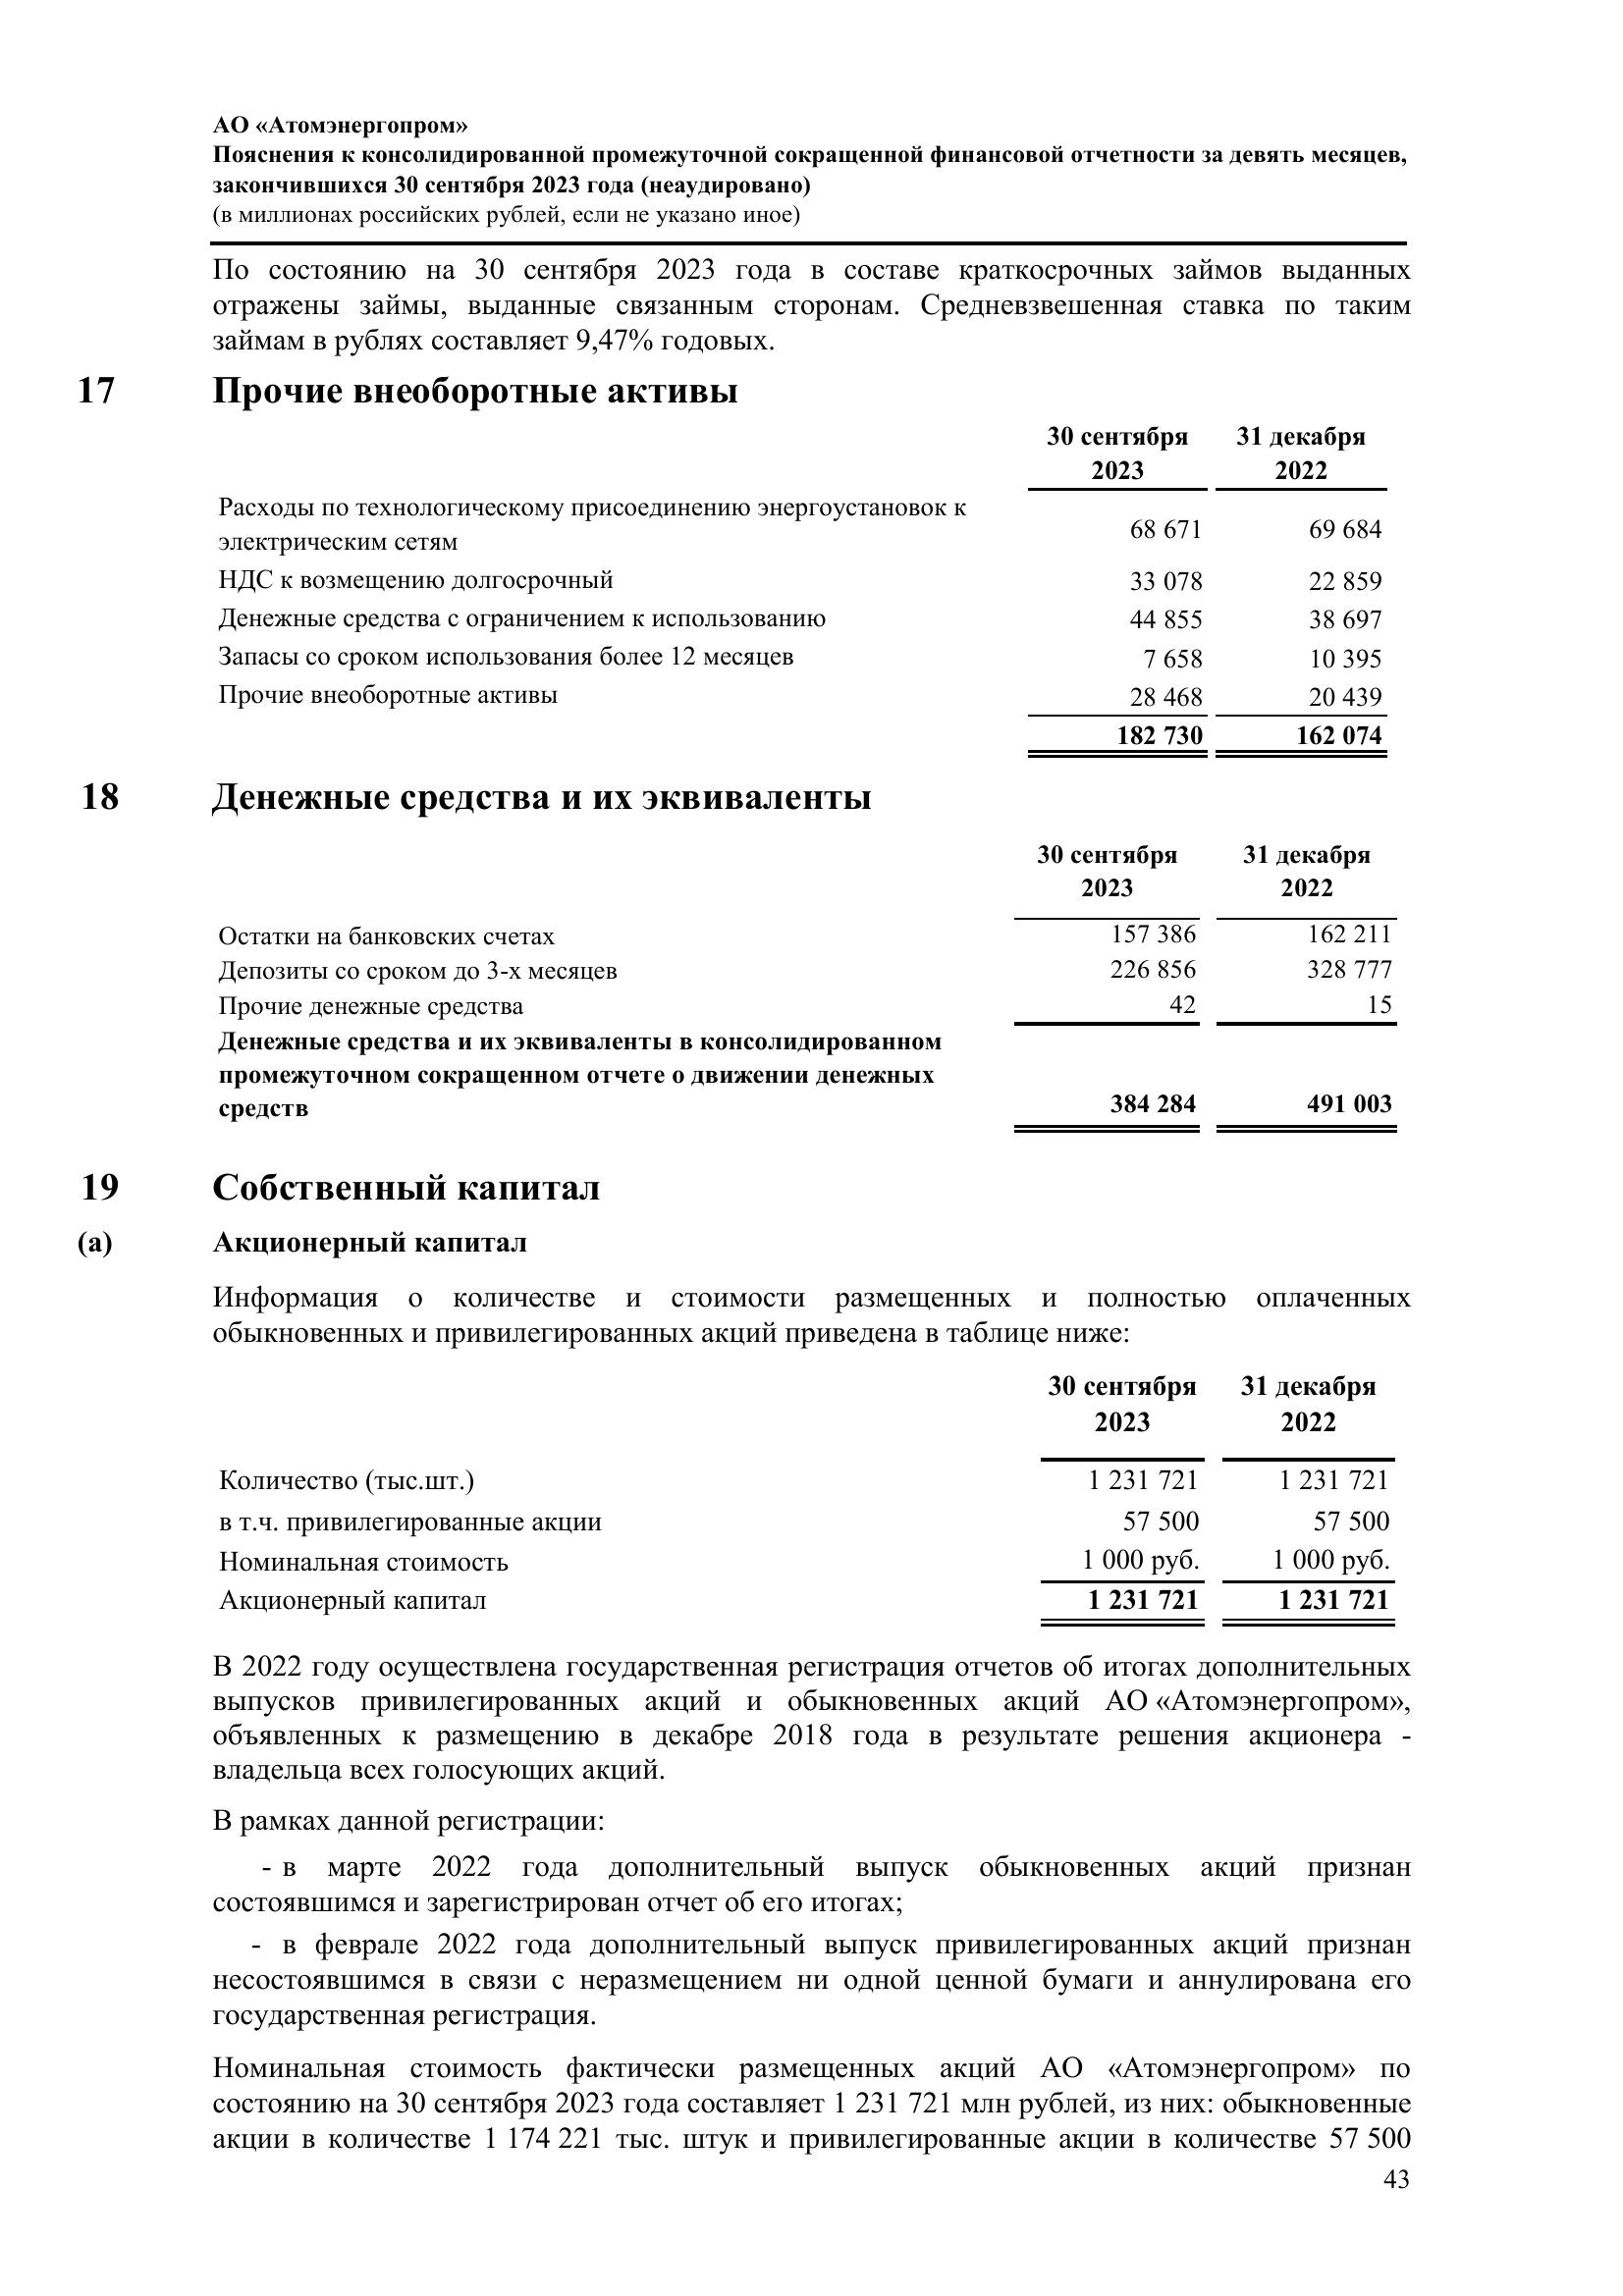 АО «Атомэнергопром»
Пояснения к консолидированной промежуточной сокращенной финансовой отчетности за девять месяцев,
закончившихся 30 сентября 2023 года (неаудировано)
(в миллионах российских рублей, если не указано иное)
По состоянию на 30 сентября 2023 года в составе краткосрочных займов выданных
отражены займы, выданные связанным сторонам. Средневзвешенная ставка по таким
займам в рублях составляет 9,47% годовых.
17 Прочие внеоборотные активы
30 сентября 31 декабря
2023 2022
Расходы по технологическому присоединению энергоустановок к
электрическим сетям 68 671 69 684
НДС к возмещению долгосрочный 33 078 22 859
Денежные средства с ограничением к использованию 44 855 38 697
Запасы со сроком использования более 12 месяцев 7 658 10 395
Прочие внеоборотные активы 28 468 20 439
182 730 162 074
18 Денежные средства и их эквиваленты
30 сентября 31 декабря
2023 2022
Остатки на банковских счетах 157 386 162 211
Депозиты со сроком до 3-х месяцев 226 856 328 777
Прочие денежные средства 42 15
Денежные средства и их эквиваленты в консолидированном
промежуточном сокращенном отчете о движении денежных
средств 384 284 491 003
19 Собственный капитал
(а) Акционерный капитал
Информация о количестве и стоимости размещенных и полностью оплаченных
обыкновенных и привилегированных акций приведена в таблице ниже:
30 сентября 31 декабря
2023 2022
Количество (тыс.шт.) 1 231 721 1 231 721
в т.ч. привилегированные акции 57 500 57 500
Номинальная стоимость 1 000 руб. 1 000 руб.
Акционерный капитал 1 231 721 1 231 721
В 2022 году осуществлена государственная регистрация отчетов об итогах дополнительных
выпусков привилегированных акций и обыкновенных акций АО «Атомэнергопром»,
объявленных к размещению в декабре 2018 года в результате решения акционера -
владельца всех голосующих акций.
В рамках данной регистрации:
- в марте 2022 года дополнительный выпуск обыкновенных акций признан
состоявшимся и зарегистрирован отчет об его итогах;
- в феврале 2022 года дополнительный выпуск привилегированных акций признан
несостоявшимся в связи с неразмещением ни одной ценной бумаги и аннулирована его
государственная регистрация.
Номинальная стоимость фактически размещенных акций АО «Атомэнергопром» по
состоянию на 30 сентября 2023 года составляет 1 231 721 млн рублей, из них: обыкновенные
акции в количестве 1 174 221 тыс. штук и привилегированные акции в количестве 57 500
43